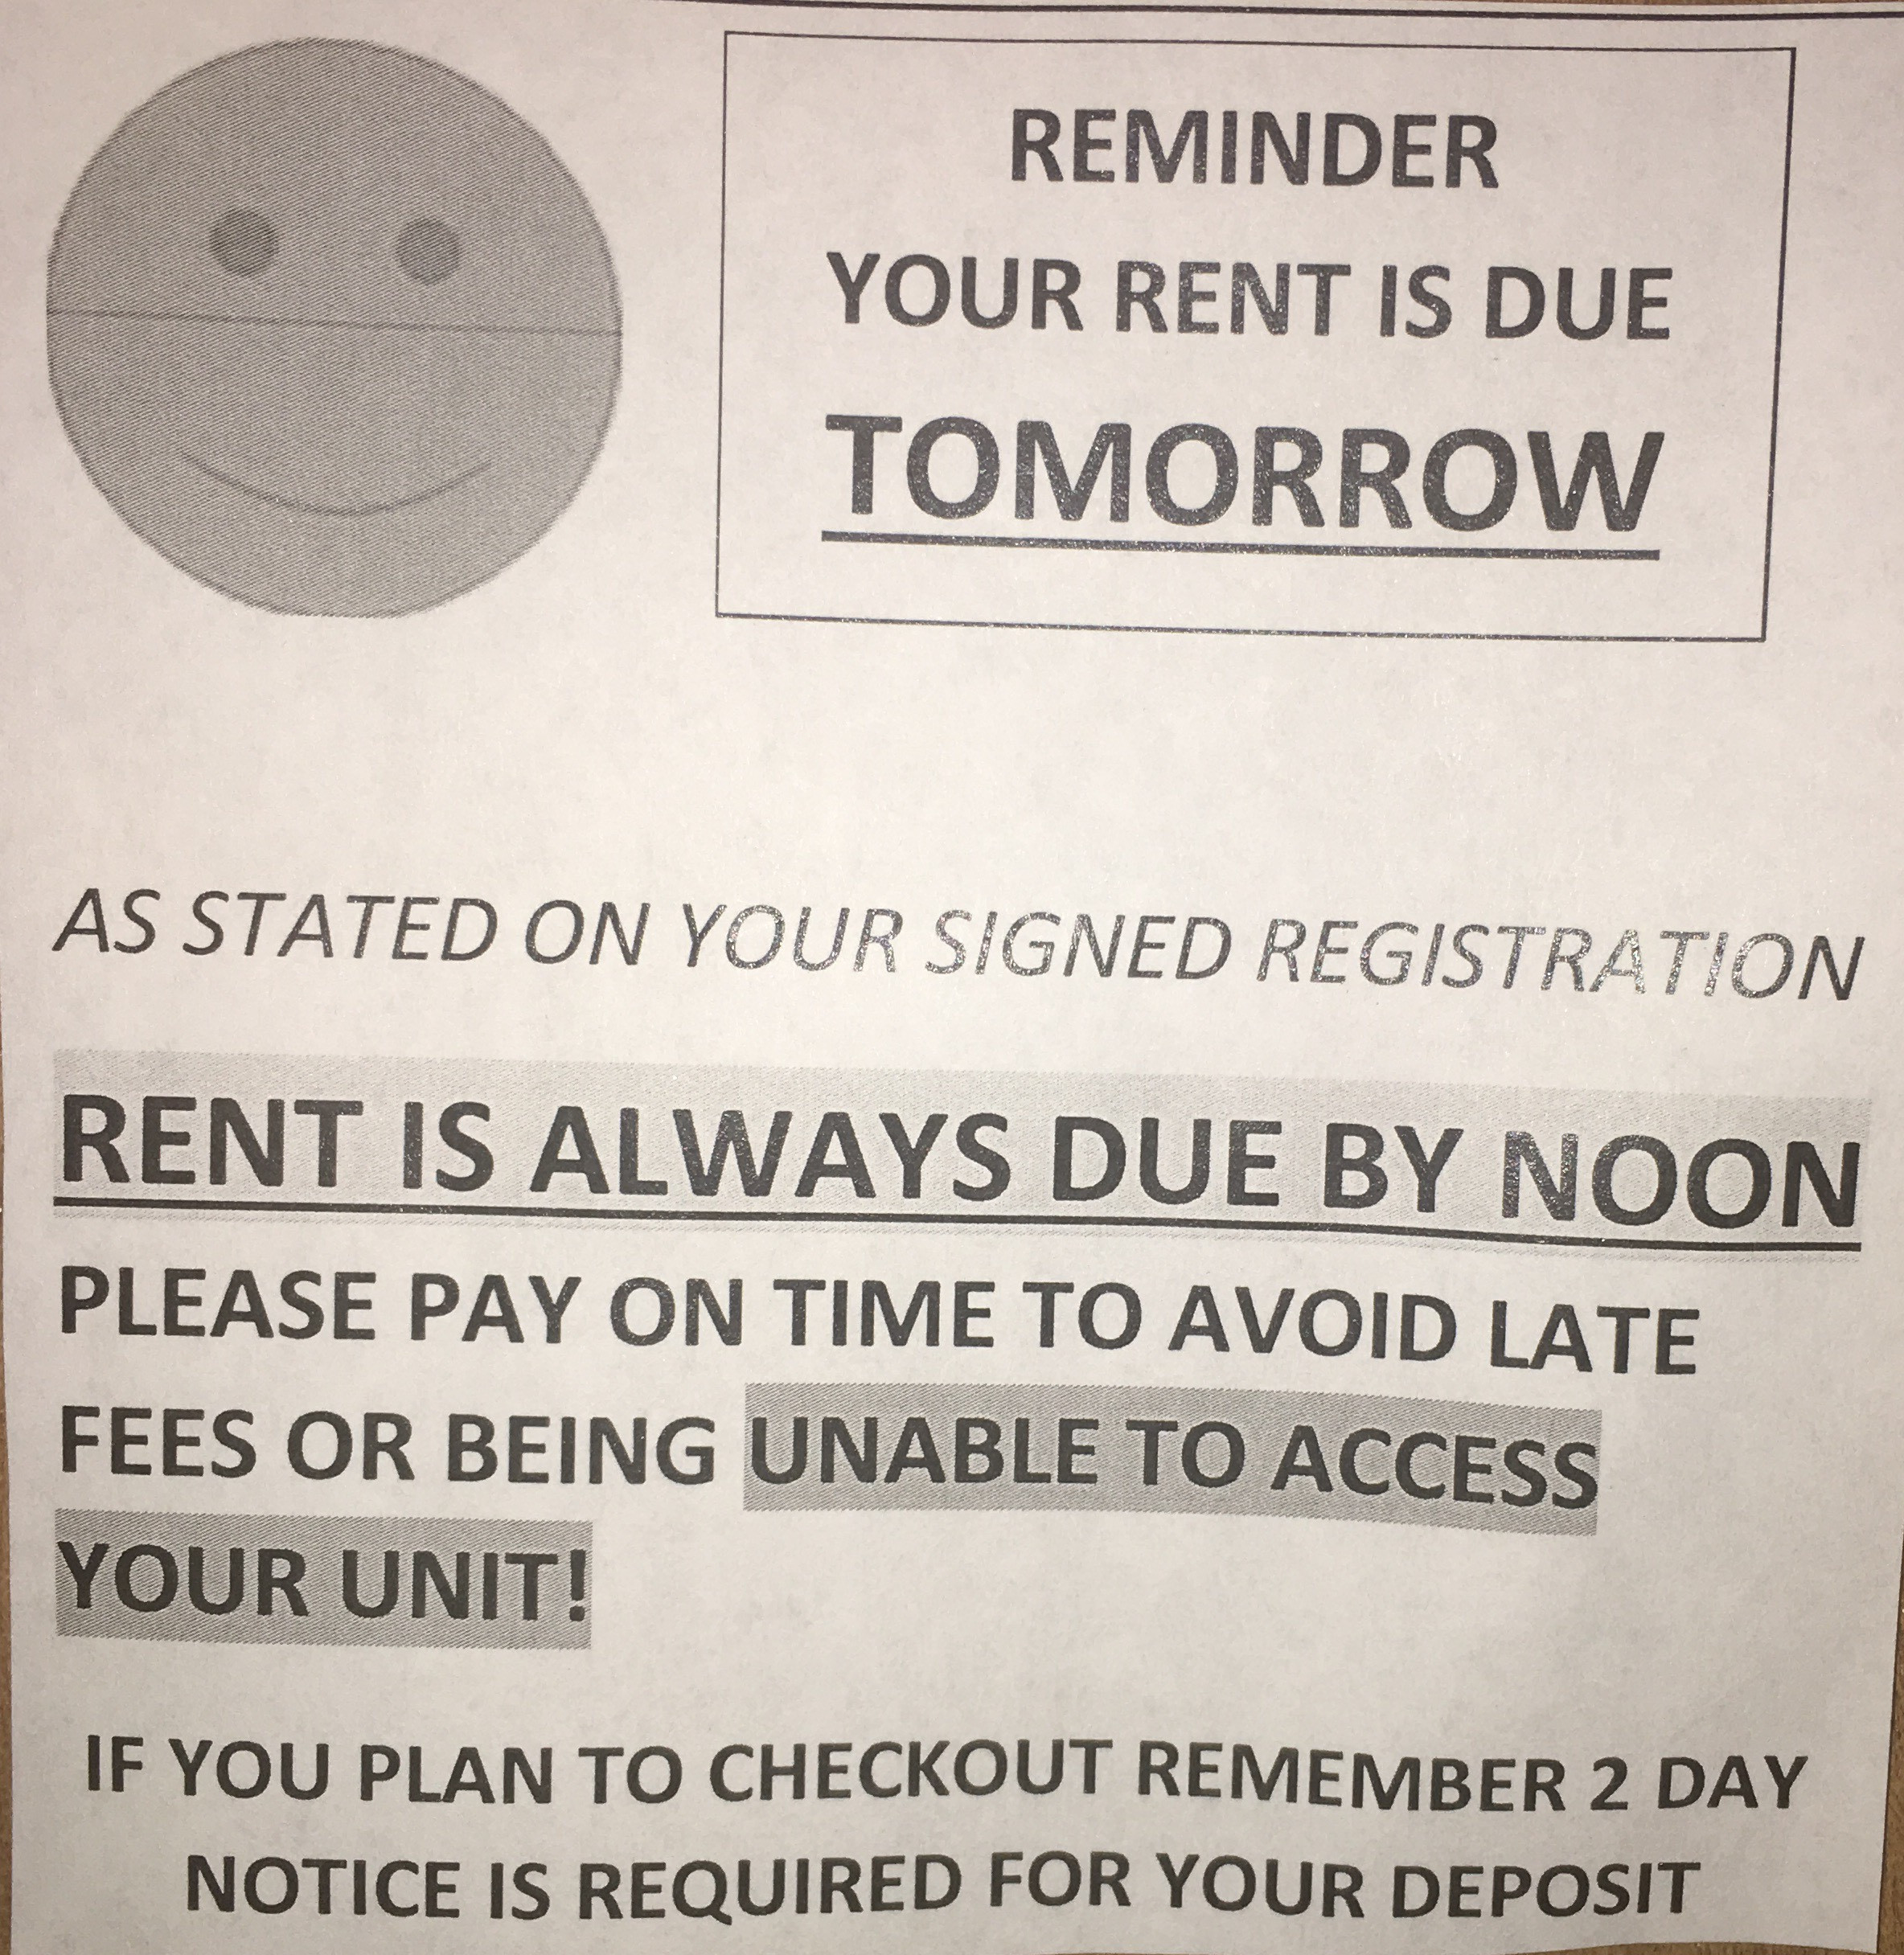 REMINDER
YOUR RENT IS DUE
TOMORROW
AS STATED ON YOUR SIGNED REGISTRATION
RENT IS ALWAYS DUE BY NOON
PLEASE PAY ON TIME TO AVOID LATE
FEES OR BEING UNABLE TO ACCESS
YOUR UNIT!
IF YOU PLAN TO CHECKOUT REMEMBER 2 DAY
NOTICE IS REQUIRED FOR YOUR DEPOSIT